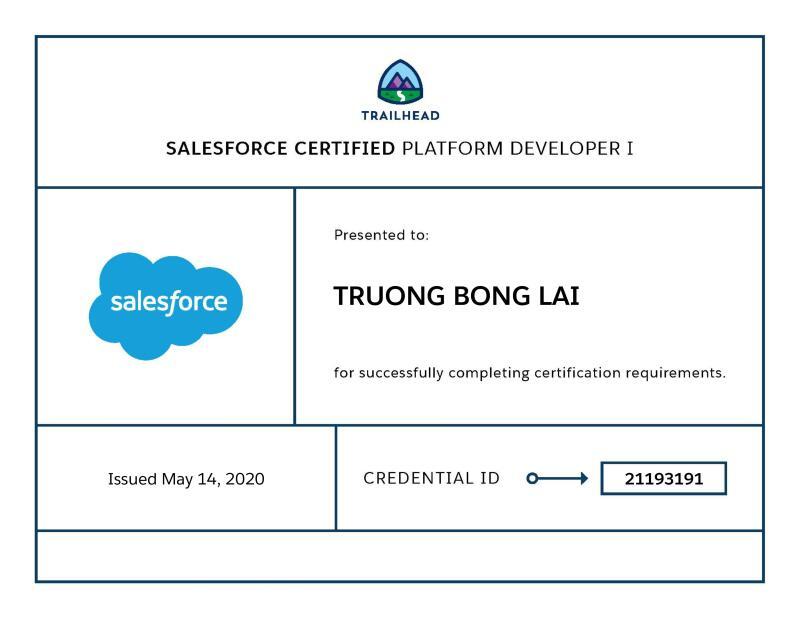 TRAILHEAD
SALESFORCE CERTIFIED PLATFORM DEVELOPER I
Presented to:
salesforce
TRUONG BONG LAI
for successfully completing certification requirements.
Issued May 14, 2020
CREDENTIAL ID
21193191